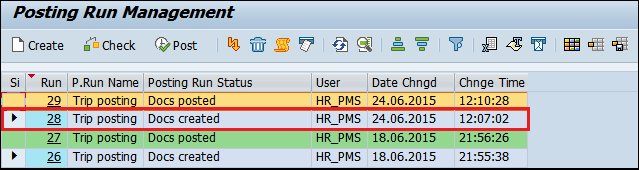 Posting Run Management
Create Check Post
Si Run P.Run Name Posting Run Status User Date Chngd Chnge Time
29 Trip posting Docs posted HR_PMS 24.06.2015 12:10:28
28 Trip posting Docs created HR_PMS 24.06.2015 12:07:02
27 Trip posting Docs posted HR_PMS 18.06.2015 21:56:26
26 Trip posting Docs created HR_PMS 18.06.2015 21:55:38